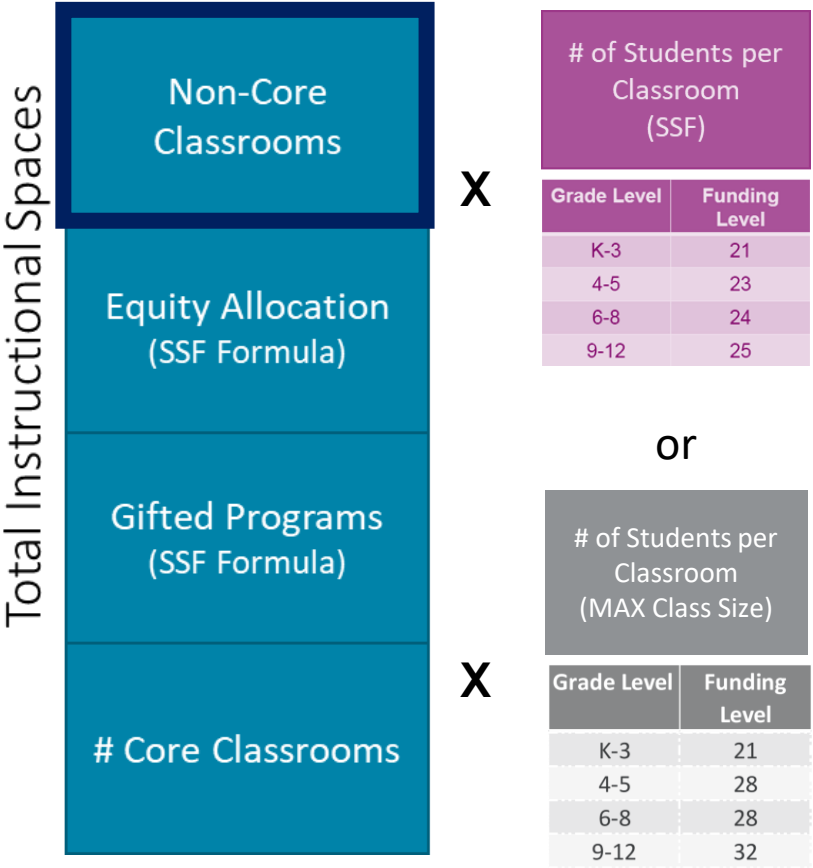 Total Instructional Spaces
Non-Core
Classrooms
Equity Allocation
(SSF Formula)
Gifted Programs
(SSF Formula)
# Core Classrooms
X
X
# of Students per
Classroom
(SSF)
Grade Level Funding
Level
K-3 21
4-5 23
6-8 24
9-12 25
or
# of Students per
Classroom
(MAX Class Size)
Grade Level Funding
Level
K-3 21
4-5 28
6-8 28
9-12 32